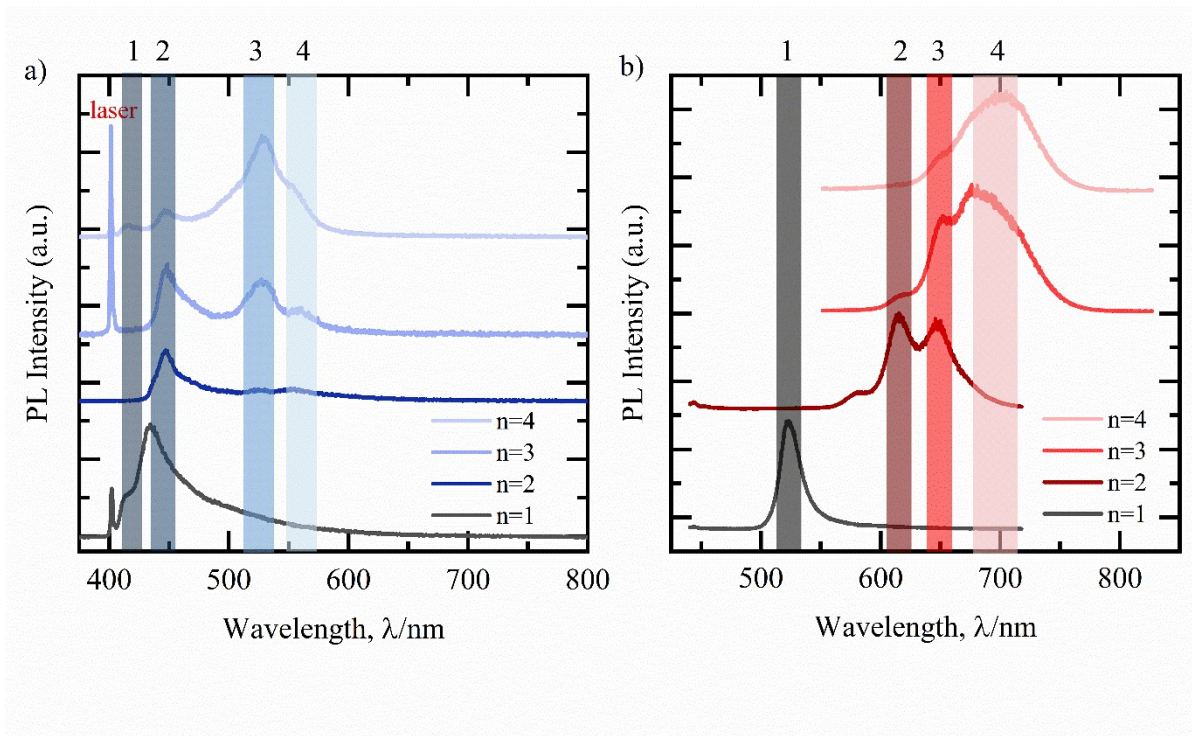 a)
1 2 3 4
laser
PL Intensity (a.u.)
n=4
n=3
n=2
n=1
400 500 600 700 800
Wavelength, λ/nm
b)
1 2 3 4
PL Intensity (a.u.)
n=4
n=3
n=2
n=1
500 600 700 800
Wavelength, λ/nm